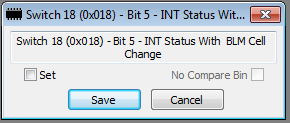 Switch 18 (0x018) - Bit 5 - INT Status Wit...
Switch 18 (0x018) - Bit 5 - INT Status With BLM Cell
Change
Set
No Compare Bin
Save
Cancel